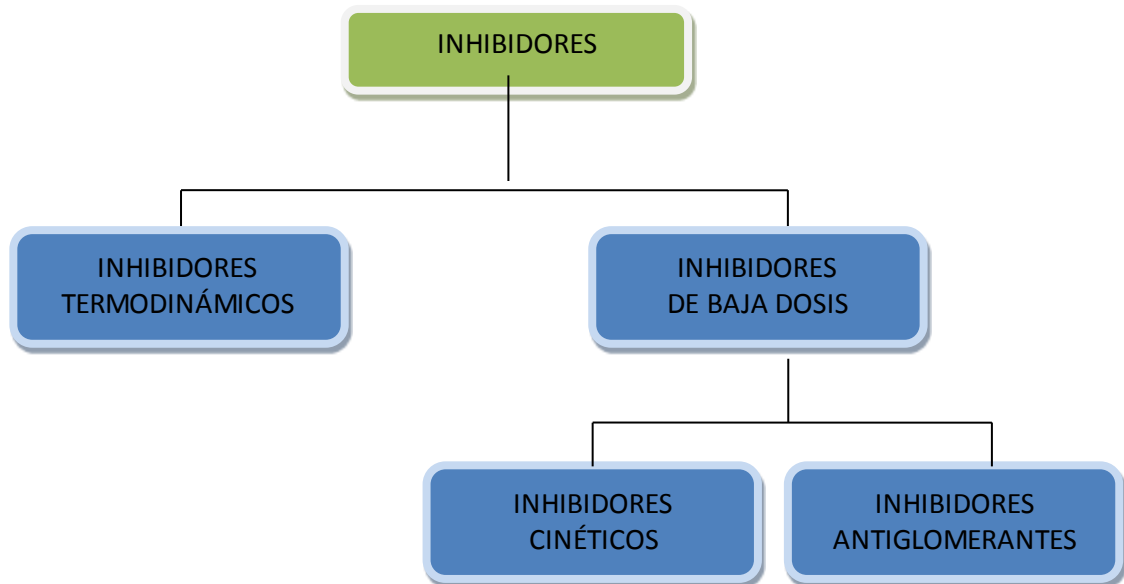 INHIBIDORES
INHIBIDORES
TERMODINÁMICOS
INHIBIDORES
DE BAJA DOSIS
INHIBIDORES
CINÉTICOS
INHIBIDORES
ANTIGLOMERANTES